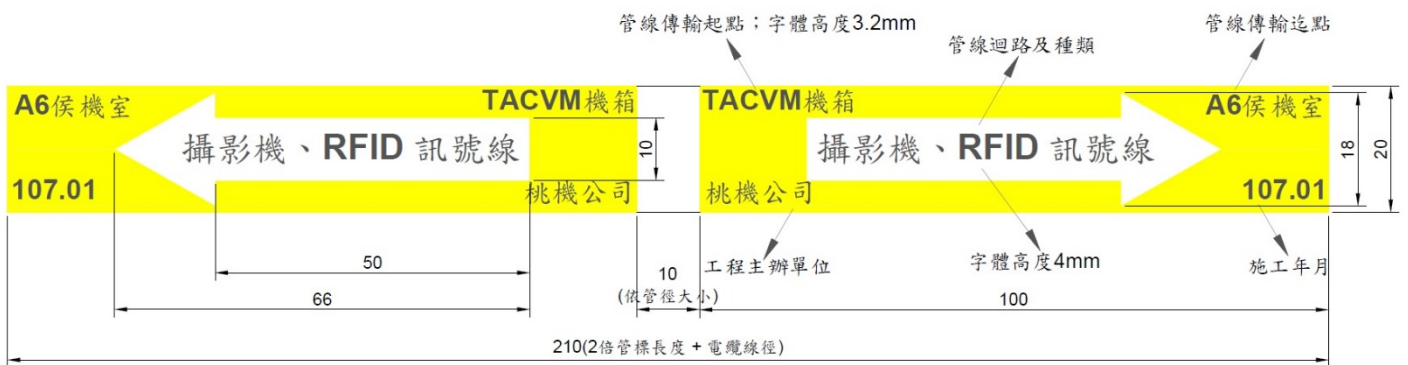 管線傳輸起點；字體高度3.2mm
管線迴路及種類
管線傳輸迄點
A6侯機室
TACVM機箱
攝影機、RFID 訊號線
107.01
桃機公司
10
TACVM機箱
A6侯機室
攝影機、RFID 訊號線
桃機公司
107.01
18
20
50
66
10
(依管徑大小)
工程主辦單位
字體高度4mm
施工年月
100
210(2倍管標長度 + 電纜線徑)